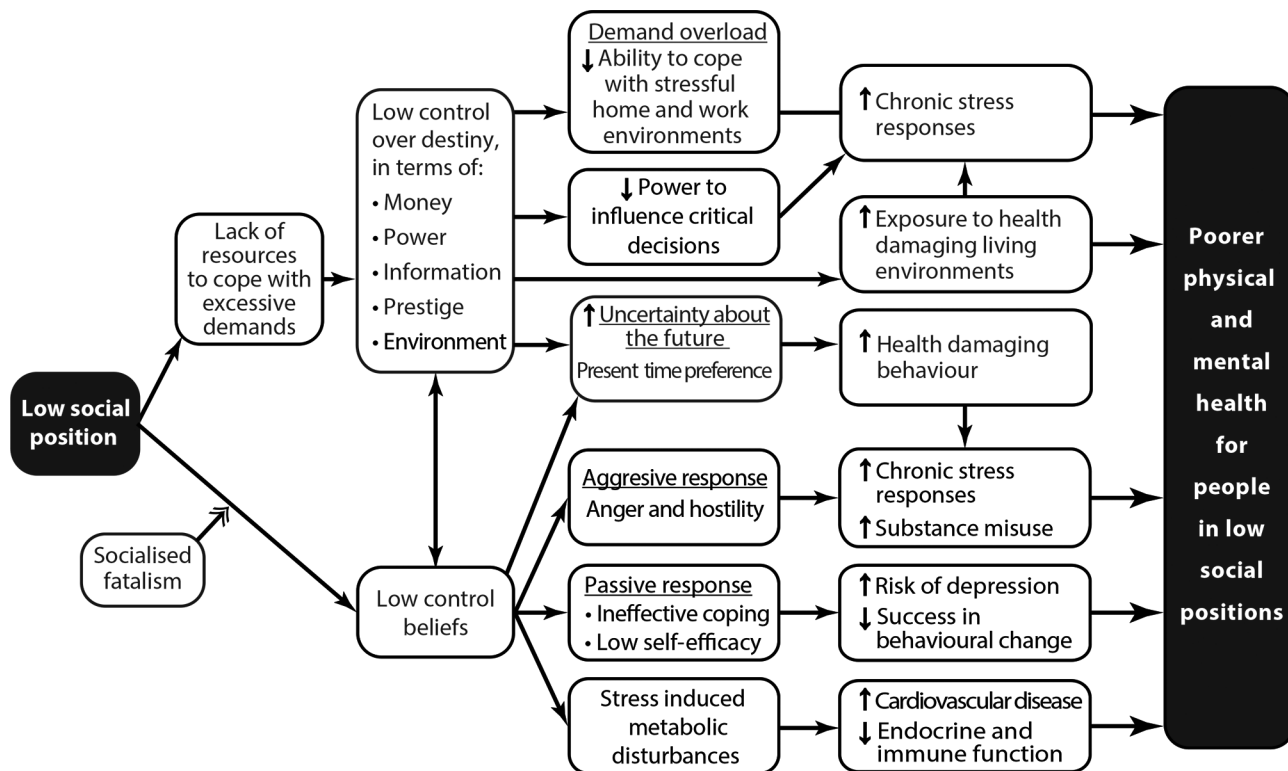 Low social
position
Lack of
resources
to cope with
excessive
demands
Socialised
fatalism
Low control
over destiny,
in terms of:
• Money
• Power
• Information
• Prestige
• Environment
Low control
beliefs
Demand overload
↓ Ability to cope
with stressful
home and work
environments
↓ Power to
influence critical
decisions
↑ Uncertainty about
the future
Present time preference
Aggresive response
Anger and hostility
Passive response
• Ineffective coping
• Low self-efficacy
Stress induced
metabolic
disturbances
↑ Chronic stress
responses
↑ Exposure to health
damaging living
environments
↑ Health damaging
behaviour
↑ Chronic stress
responses
↑ Substance misuse
↑ Risk of depression
↓ Success in
behavioural change
↑ Cardiovascular disease
↓ Endocrine and
immune function
Poorer
physical
and
mental
health
for
people
in low
social
positions